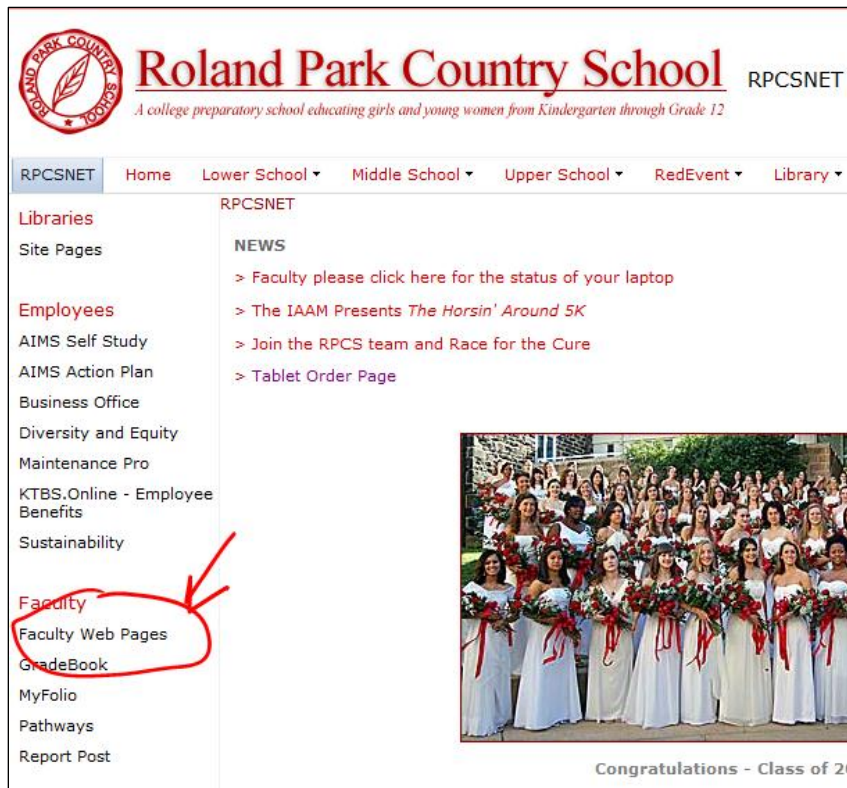 ROLAND PARK COUNTRY SCHOOL
Roland Park Country School
RPCSNET
A college preparatory school educating girls and young women from Kindergarten through Grade 12
RPCSNET Home Lower School Middle School Upper School RedEvent Library
Libraries
Site Pages
Employees
AIMS Self Study
AIMS Action Plan
Business Office
Diversity and Equity
Maintenance Pro
KTBS.Online - Employee
Benefits
Sustainability
Faculty
Faculty Web Pages
GradeBook
MyFolio
Pathways
Report Post
RPCSNET
NEWS
> Faculty please click here for the status of your laptop
> The IAAM Presents The Horsin' Around 5K
> Join the RPCS team and Race for the Cure
> Tablet Order Page
Congratulations - Class of